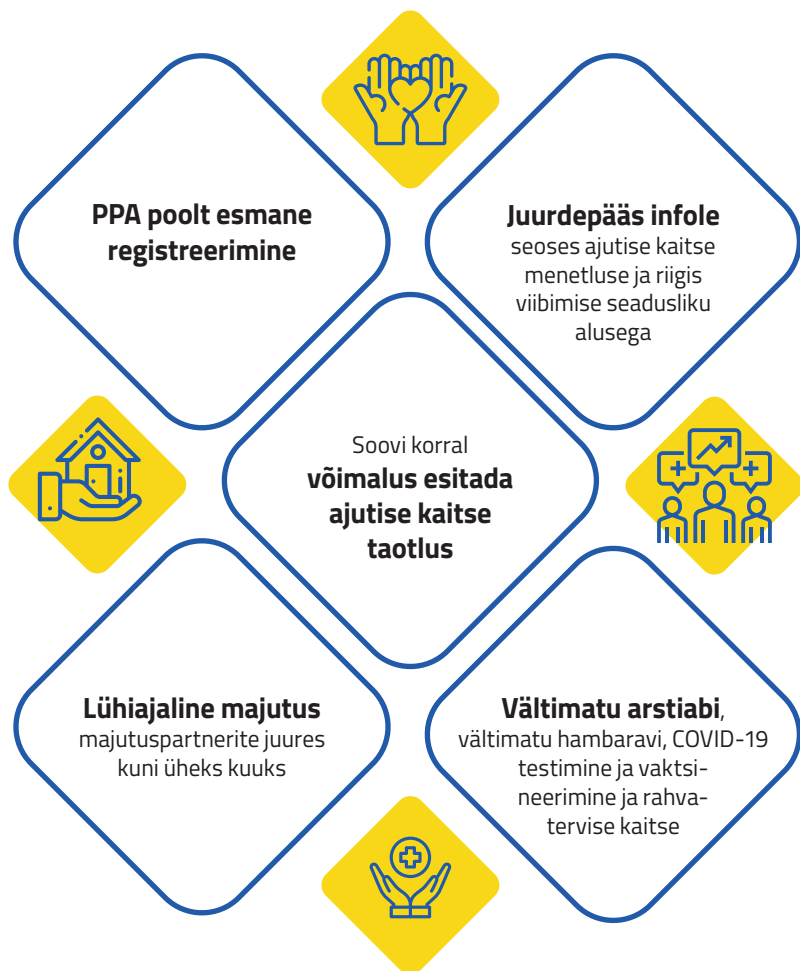 PPA poolt esmane
registreerimine
Juurdepääs infole
seoses ajutise kaitse
menetluse ja riigis
viibimise seadusliku
alusega
Soovi korral
võimalus esitada
ajutise kaitse
taotlus
Lühiajaline majutus
majutuspartnerite juures
kuni üheks kuuks
Vältimatu arstiabi,
vältimatu hambaravi, COVID-19
testimine ja vaktsi-
neerimine ja rahva-
tervise kaitse